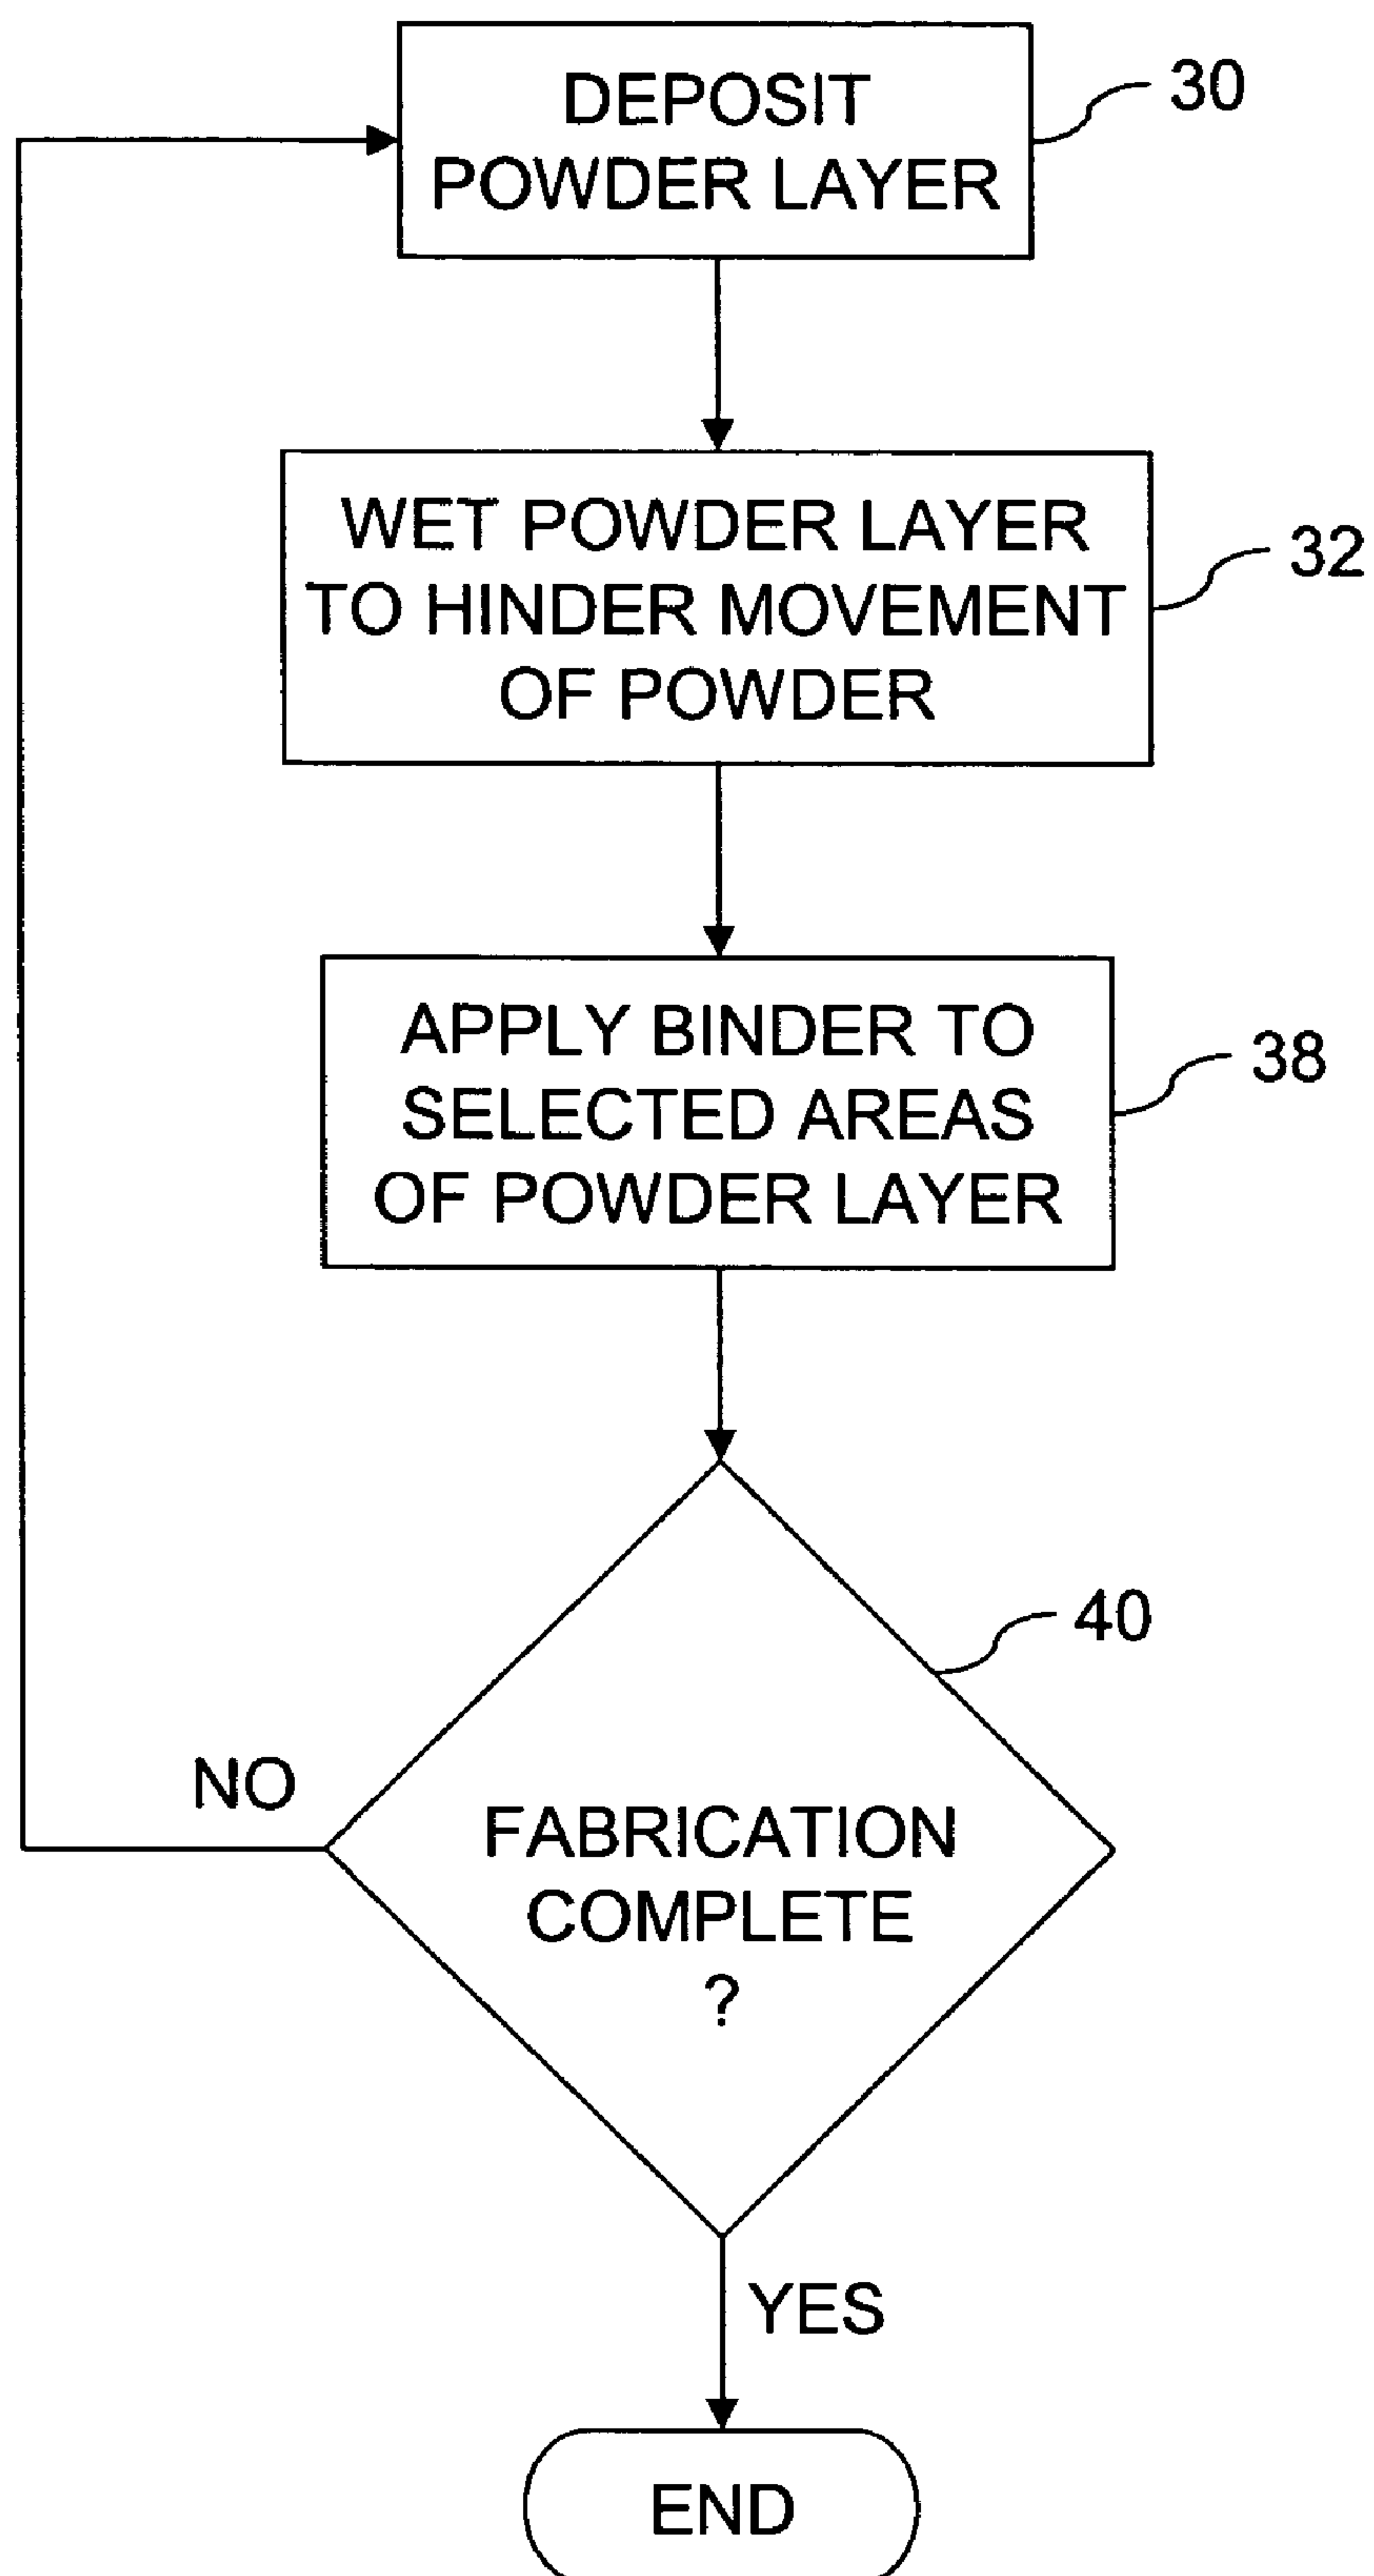 DEPOSIT
POWDER LAYER
30
WET POWDER LAYER
TO HINDER MOVEMENT
OF POWDER
32
APPLY BINDER TO
SELECTED AREAS
OF POWDER LAYER
38
40
NO
FABRICATION
COMPLETE
?
YES
END